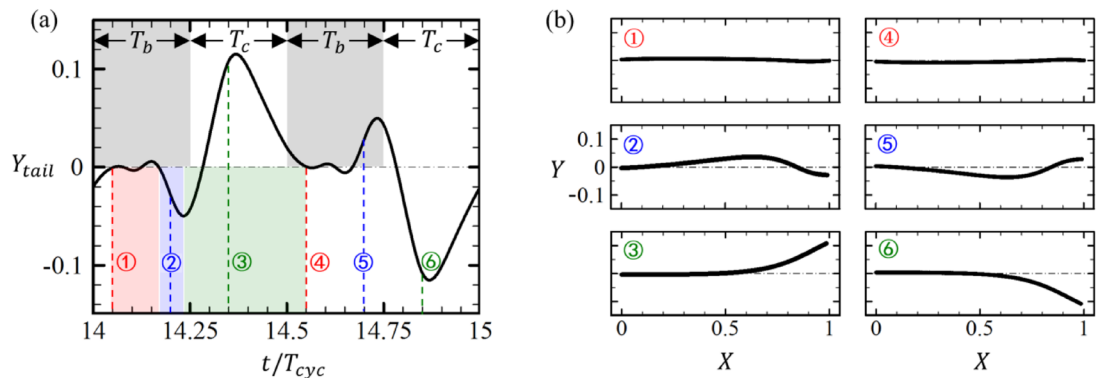 (a)
T_b T_c T_b T_c
0.1
Y_tail 0
-0.1
① ② ③ ④ ⑤ ⑥
14 14.25 14.5 14.75 15
t/T_cyc
(b)
① ④
② ⑤
0.1
Y 0
-0.1
③ ⑥
0 0.5 1 0 0.5 1
X X